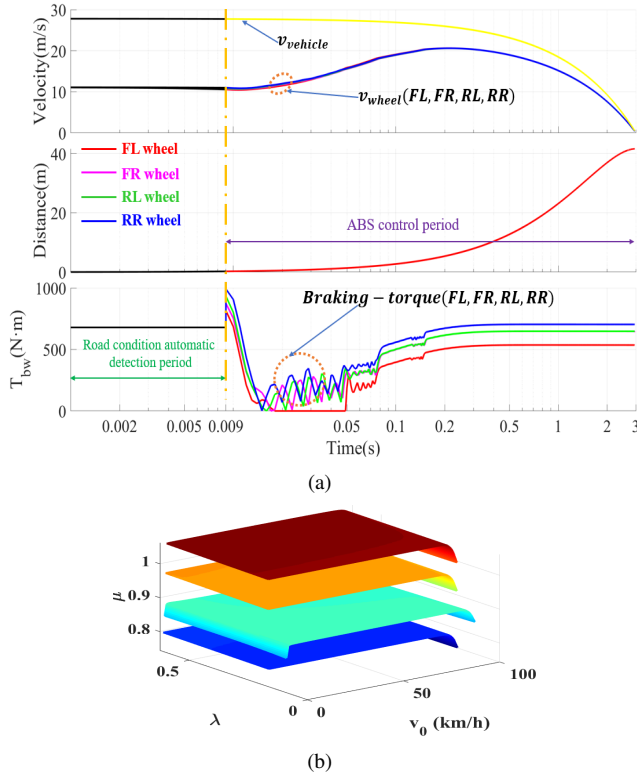 30
20
10
0
Velocity(m/s)
v_vehicle
v_wheel(FL, FR, RL, RR)
40
20
0
Distance(m)
FL wheel
FR wheel
RL wheel
RR wheel
ABS control period
1000
500
0
T_bw(N·m)
Braking − torque(FL, FR, RL, RR)
Road condition automatic
detection period
0.002 0.005 0.009 0.05 0.1 0.2 0.5 1 2 3
Time(s)
(a)
1
0.9
0.8
μ
0.5
0
λ
0
50
100
v_0 (km/h)
(b)